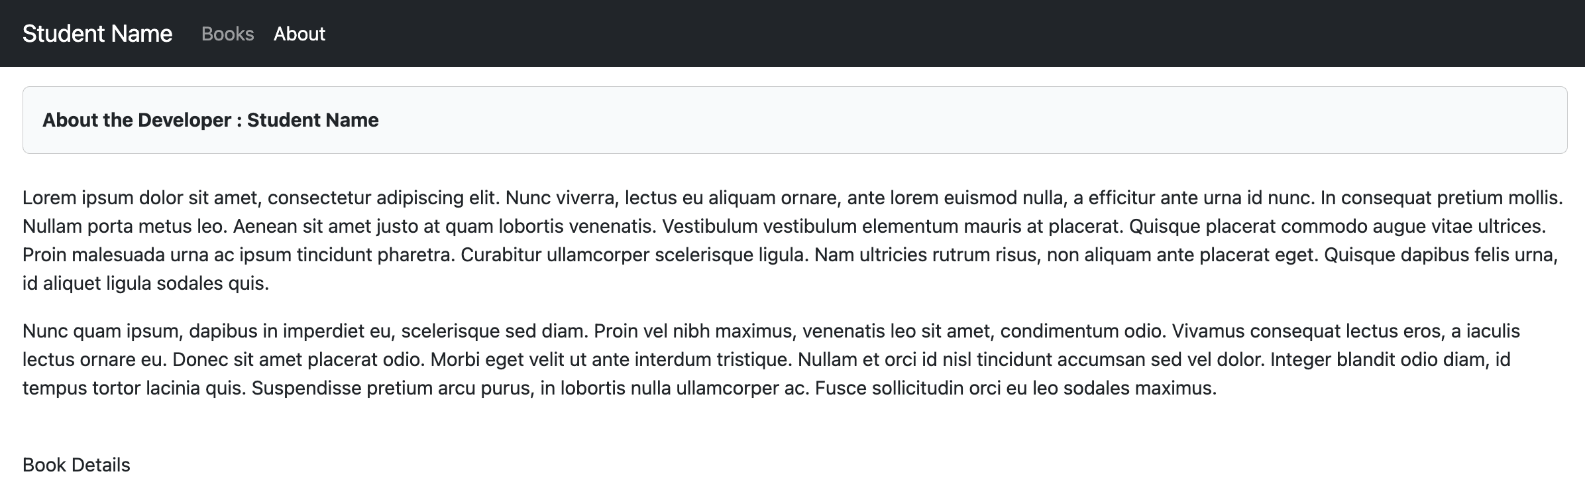 Student Name Books About
About the Developer : Student Name
Lorem ipsum dolor sit amet, consectetur adipiscing elit. Nunc viverra, lectus eu aliquam ornare, ante lorem euismod nulla, a efficitur ante urna id nunc. In consequat pretium mollis.
Nullam porta metus leo. Aenean sit amet justo at quam lobortis venenatis. Vestibulum vestibulum elementum mauris at placerat. Quisque placerat commodo augue vitae ultrices.
Proin malesuada urna ac ipsum tincidunt pharetra. Curabitur ullamcorper scelerisque ligula. Nam ultricies rutrum risus, non aliquam ante placerat eget. Quisque dapibus felis urna,
id aliquet ligula sodales quis.
Nunc quam ipsum, dapibus in imperdiet eu, scelerisque sed diam. Proin vel nibh maximus, venenatis leo sit amet, condimentum odio. Vivamus consequat lectus eros, a iaculis
lectus ornare eu. Donec sit amet placerat odio. Morbi eget velit ut ante interdum tristique. Nullam et orci id nisl tincidunt accumsan sed vel dolor. Integer blandit odio diam, id
tempus tortor lacinia quis. Suspendisse pretium arcu purus, in lobortis nulla ullamcorper ac. Fusce sollicitudin orci eu leo sodales maximus.
Book Details